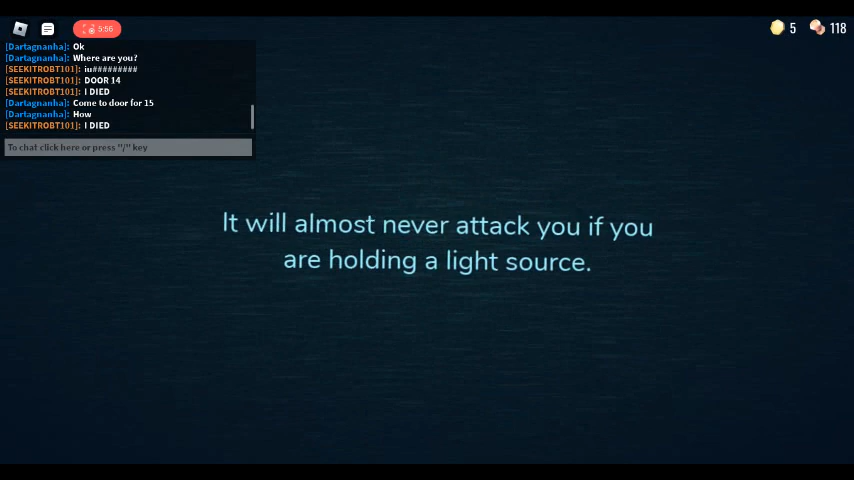 5:56
5
118
[Dartagnanha]: Ok
[Dartagnanha]: Where are you?
[SEEKITROBT101]: iu#########
[SEEKITROBT101]: DOOR 14
[SEEKITROBT101]: I DIED
[Dartagnanha]: Come to door for 15
[Dartagnanha]: How
[SEEKITROBT101]: I DIED
To chat click here or press "/" key
It will almost never attack you if you
are holding a light source.